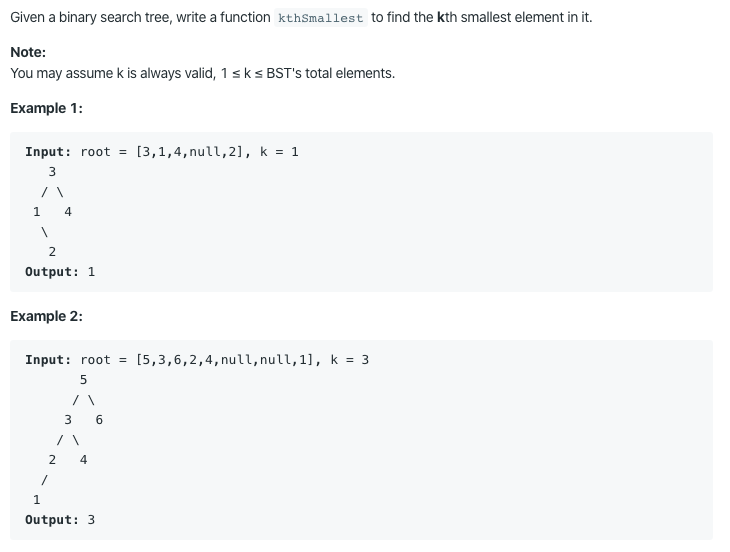 Given a binary search tree, write a function kthSmallest to find the kth smallest element in it.
Note:
You may assume k is always valid, 1 ≤ k ≤ BST's total elements.
Example 1:
Input: root = [3,1,4,null,2], k = 1
   3
  / \
 1   4
  \
   2
Output: 1
Example 2:
Input: root = [5,3,6,2,4,null,null,1], k = 3
       5
      / \
     3   6
    / \
   2   4
  /
 1
Output: 3